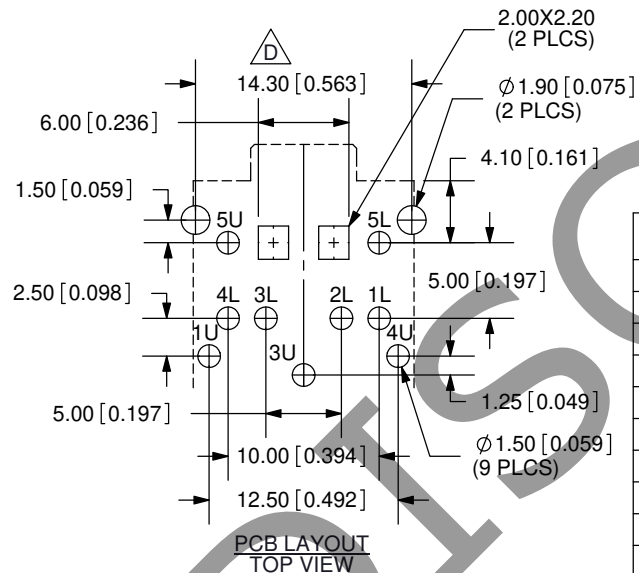 2.00X2.20
(2 PLCS)
D
14.30 [0.563]
∅1.90 [0.075]
(2 PLCS)
6.00 [0.236]
4.10 [0.161]
1.50 [0.059]
5U
5L
5.00 [0.197]
2.50 [0.098]
4L
3L
2L
1L
1U
3U
4U
1.25 [0.049]
5.00 [0.197]
∅1.50 [0.059]
(9 PLCS)
10.00 [0.394]
12.50 [0.492]
PCB LAYOUT
TOP VIEW
DISC